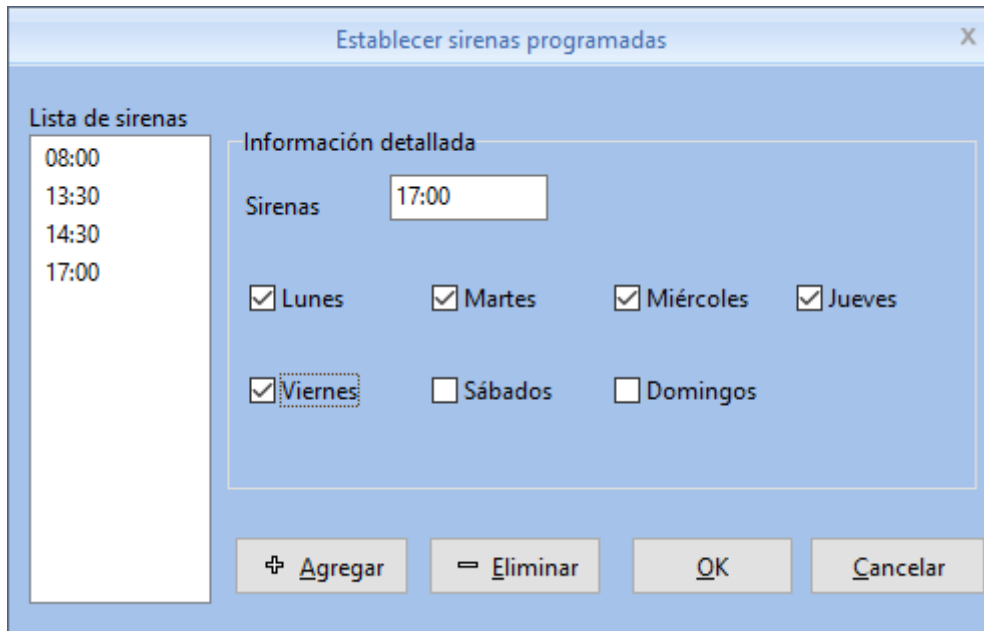 Establecer sirenas programadas
X
Lista de sirenas
08:00
13:30
14:30
17:00
Información detallada
Sirenas 17:00
Lunes Martes Miércoles Jueves
Viernes Sábados Domingos
Agregar Eliminar OK Cancelar